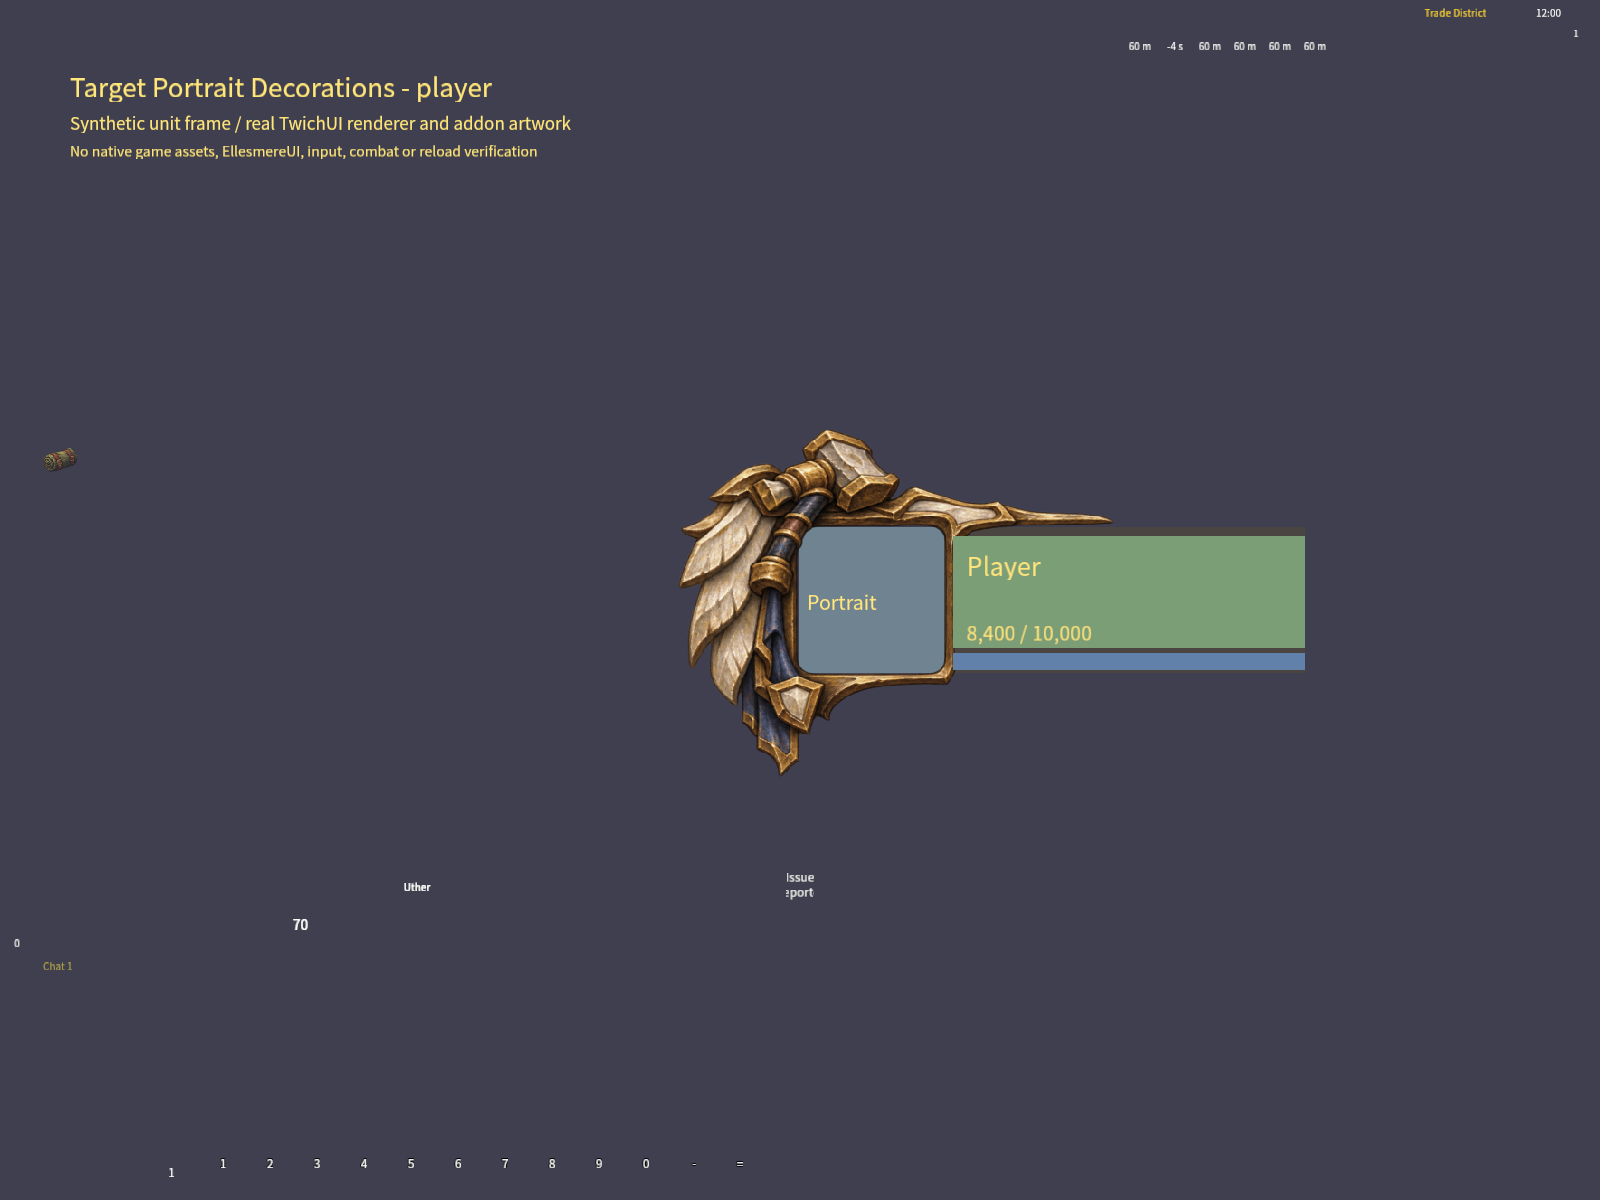 Trade District 12:00
1
60 m -4 s 60 m 60 m 60 m 60 m
Target Portrait Decorations - player
Synthetic unit frame / real TwichUI renderer and addon artwork
No native game assets, EllesmereUI, input, combat or reload verification
Player
Portrait
8,400 / 10,000
Issue
Uther
70
0
Chat 1
1 1 2 3 4 5 6 7 8 9 0 - =